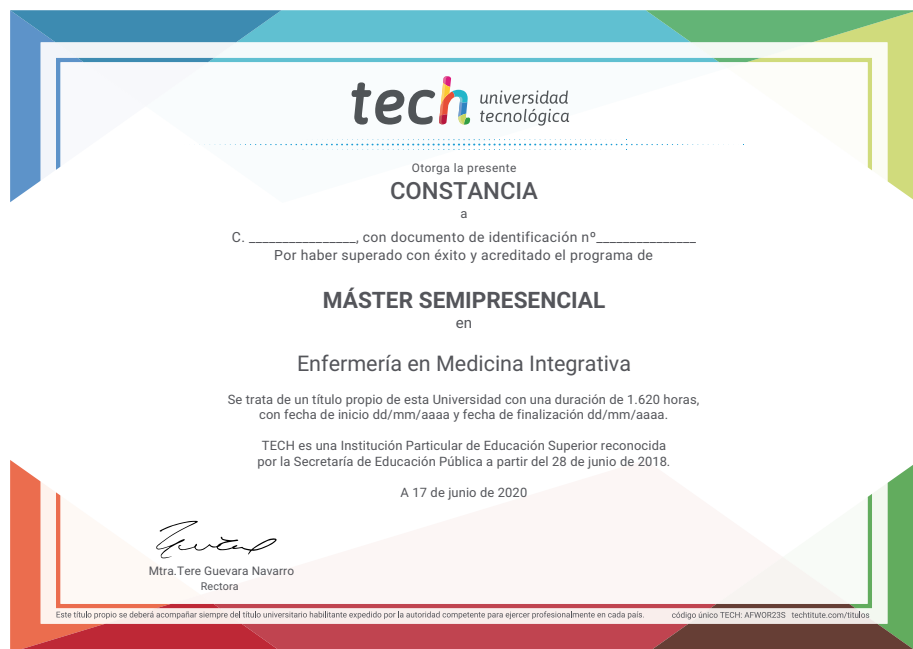 tech universidad
tecnológica
Otorga la presente
CONSTANCIA
a
C. ________________, con documento de identificación nº_______________
Por haber superado con éxito y acreditado el programa de
MÁSTER SEMIPRESENCIAL
en
Enfermería en Medicina Integrativa
Se trata de un título propio de esta Universidad con una duración de 1.620 horas,
con fecha de inicio dd/mm/aaaa y fecha de finalización dd/mm/aaaa.
TECH es una Institución Particular de Educación Superior reconocida
por la Secretaría de Educación Pública a partir del 28 de junio de 2018.
A 17 de junio de 2020
Mtra.Tere Guevara Navarro
Rectora
Este título propio se deberá acompañar siempre del título universitario habilitante expedido por la autoridad competente para ejercer profesionalmente en cada país. código único TECH: AFWOR23S techtitute.com/titulos